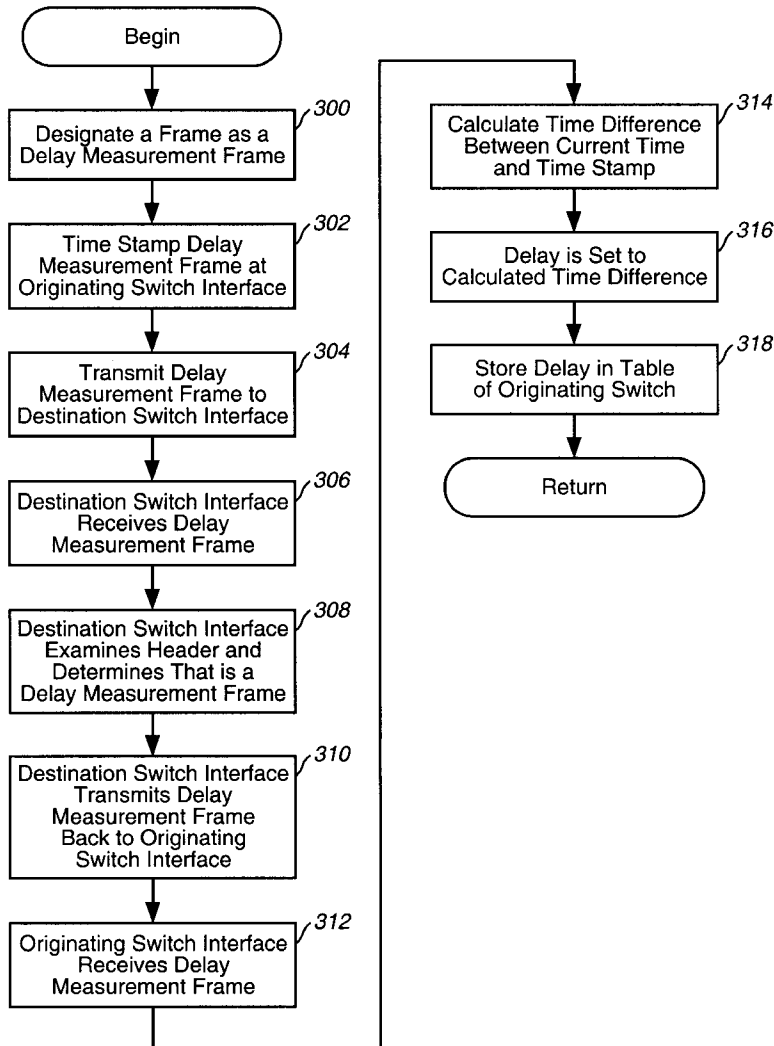 Begin
300
Designate a Frame as a
Delay Measurement Frame
302
Time Stamp Delay
Measurement Frame at
Originating Switch Interface
304
Transmit Delay
Measurement Frame to
Destination Switch Interface
306
Destination Switch Interface
Receives Delay
Measurement Frame
308
Destination Switch Interface
Examines Header and
Determines That is a
Delay Measurement Frame
310
Destination Switch Interface
Transmits Delay
Measurement Frame
Back to Originating
Switch Interface
312
Originating Switch Interface
Receives Delay
Measurement Frame
314
Calculate Time Difference
Between Current Time
and Time Stamp
316
Delay is Set to
Calculated Time Difference
318
Store Delay in Table
of Originating Switch
Return